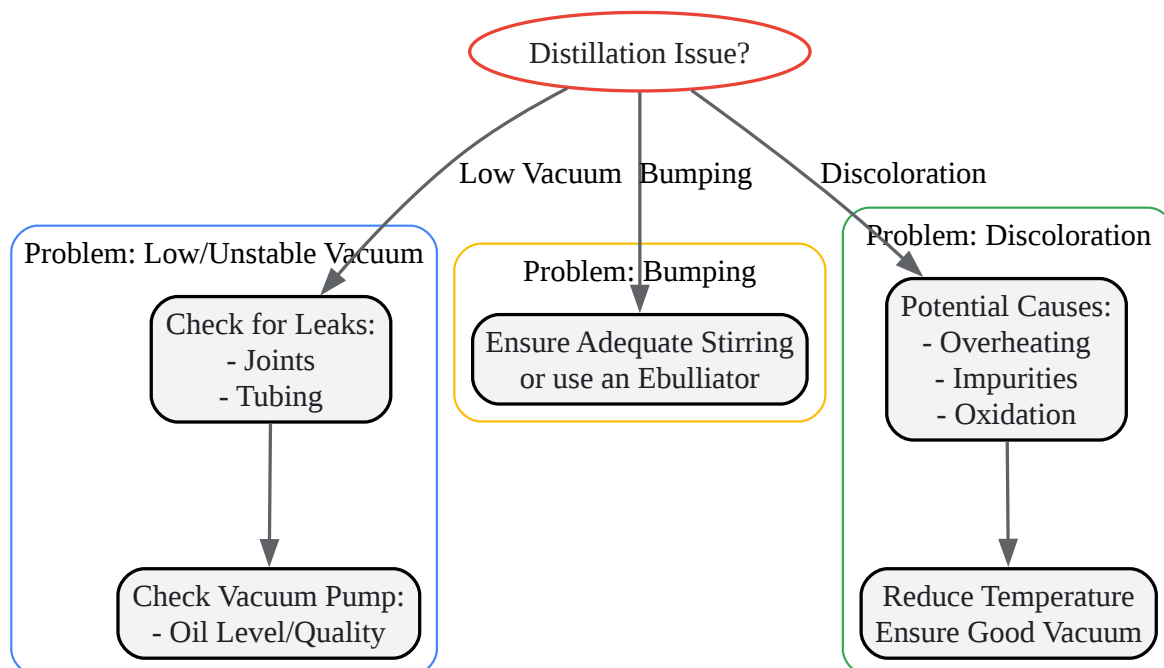 Distillation Issue?
Low Vacuum
Bumping
Discoloration
Problem: Low/Unstable Vacuum
Check for Leaks:
- Joints
- Tubing
Check Vacuum Pump:
- Oil Level/Quality
Problem: Bumping
Ensure Adequate Stirring
or use an Ebulliator
Problem: Discoloration
Potential Causes:
- Overheating
- Impurities
- Oxidation
Reduce Temperature
Ensure Good Vacuum